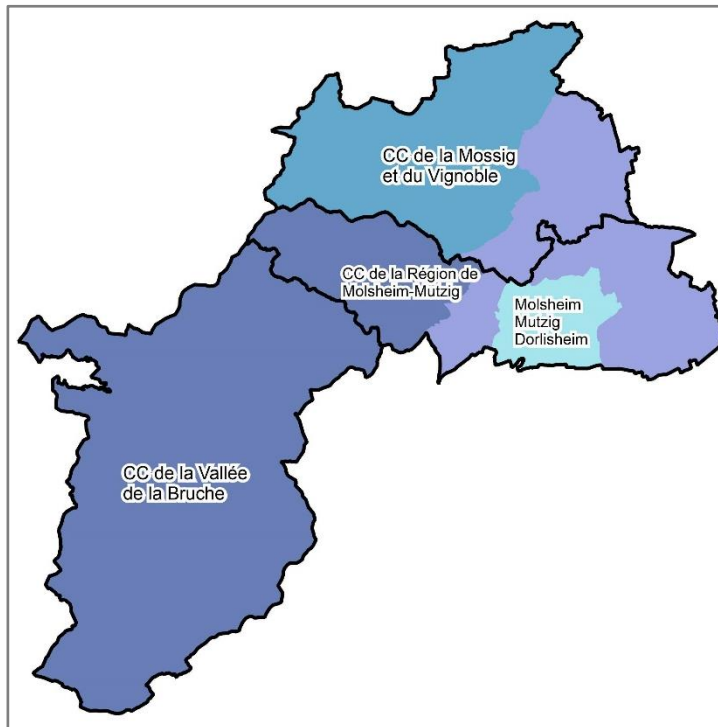 CC de la Mossig
et du Vignoble
CC de la Région de
Molsheim-Mutzig
Molsheim
Mutzig
Dorlisheim
CC de la Vallée
de la Bruche